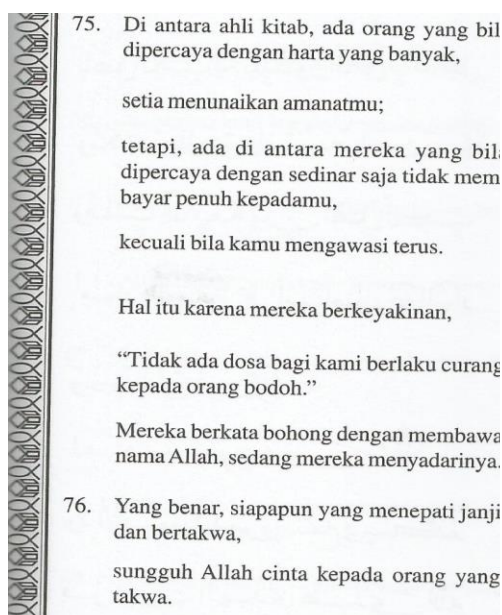 75. Di antara ahli kitab, ada orang yang bil
dipercaya dengan harta yang banyak,
setia menunaikan amanatmu;
tetapi, ada di antara mereka yang bila
dipercaya dengan sedinar saja tidak mem
bayar penuh kepadamu,
kecuali bila kamu mengawasi terus.
Hal itu karena mereka berkeyakinan,
“Tidak ada dosa bagi kami berlaku curang
kepada orang bodoh.”
Mereka berkata bohong dengan membawa
nama Allah, sedang mereka menyadarinya.
76. Yang benar, siapapun yang menepati janji
dan bertakwa,
sungguh Allah cinta kepada orang yang
takwa.